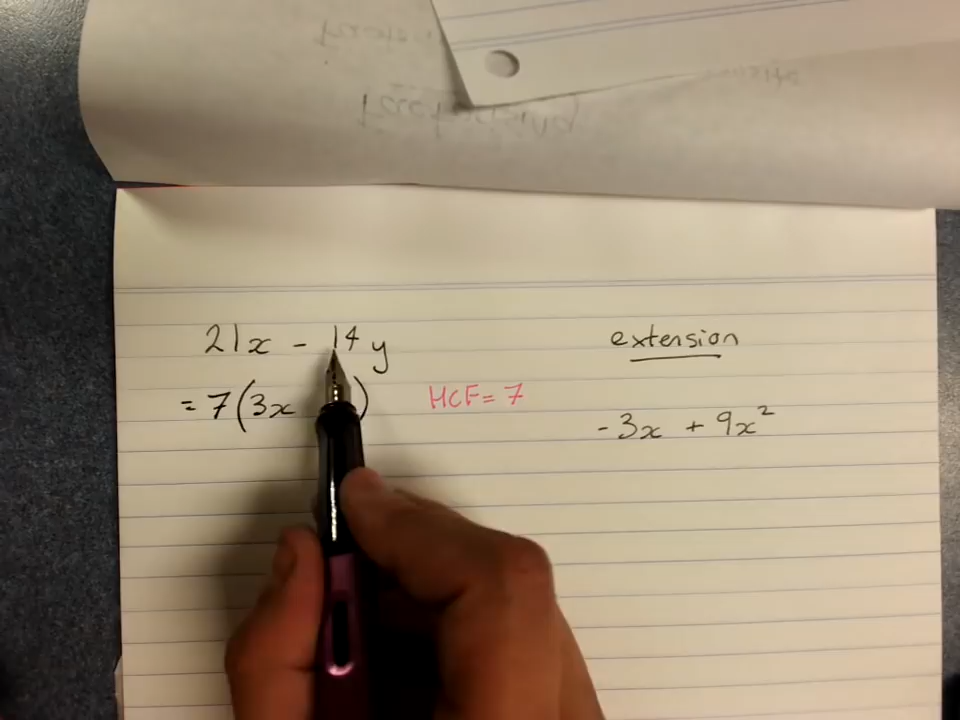 21x - 14y
= 7(3x )
HCF = 7
extension
-3x + 9x²